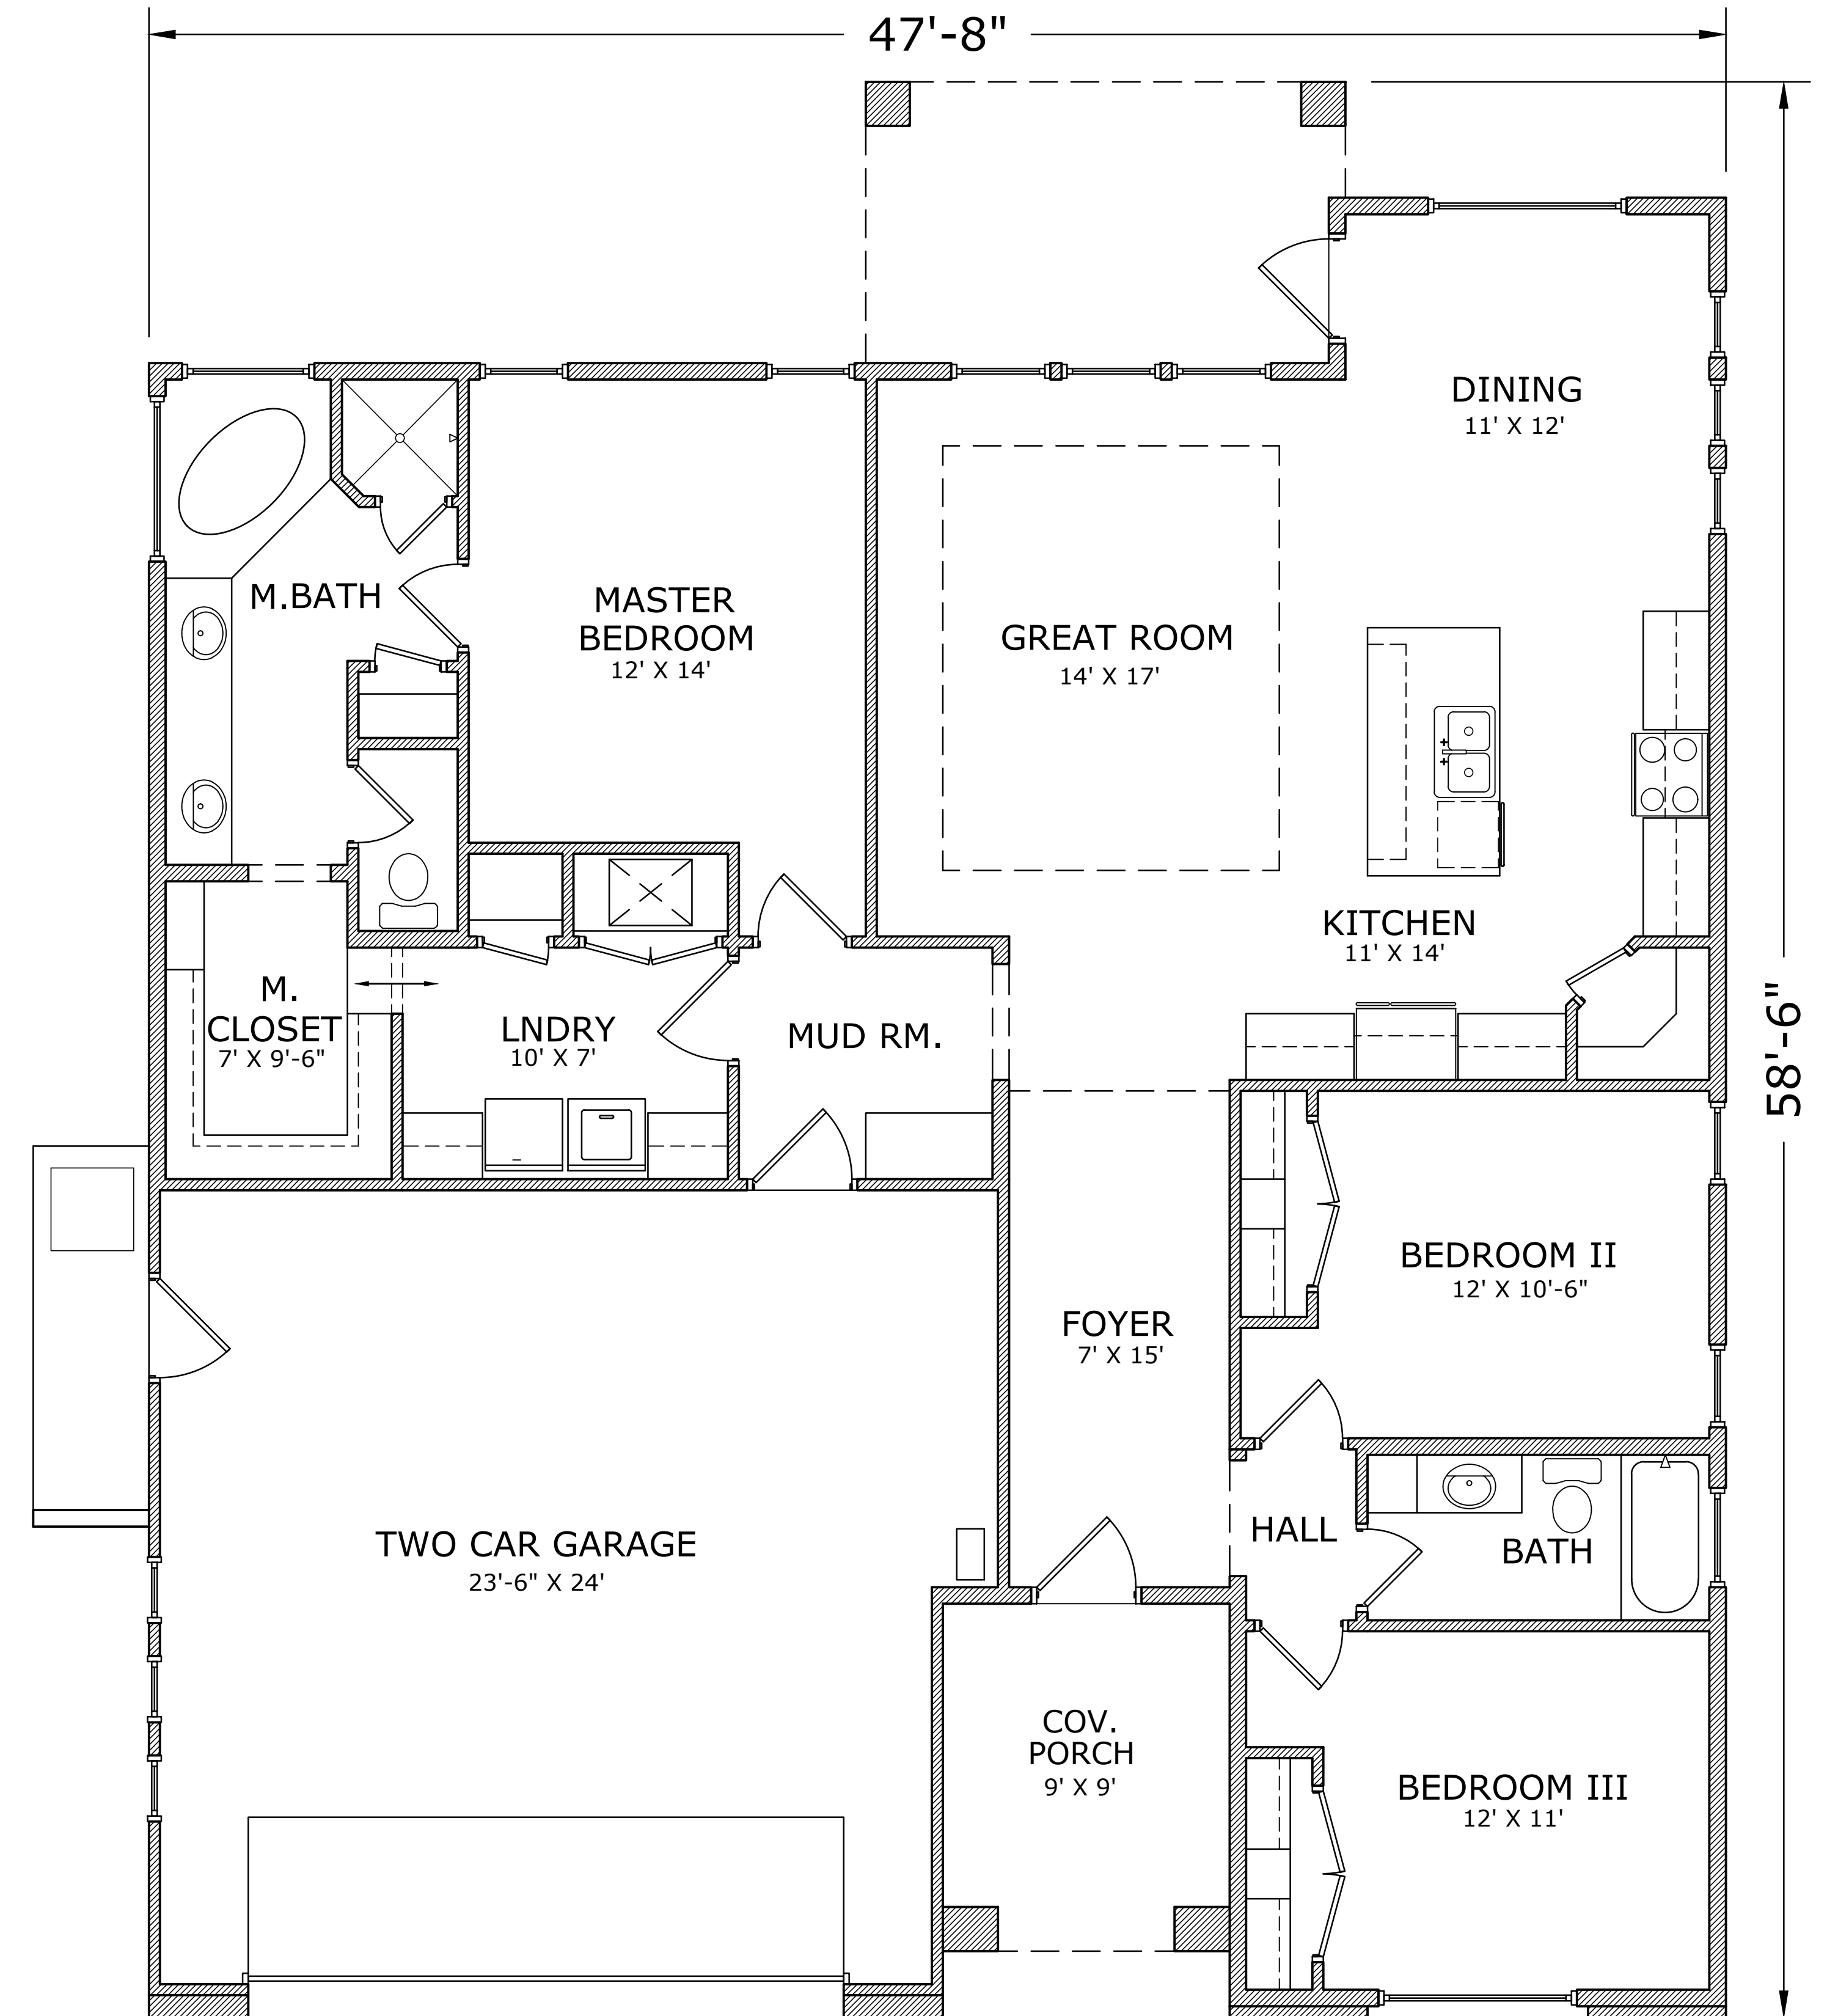 47'-8"
DINING
11' X 12'
M.BATH
MASTER
BEDROOM
12' X 14'
GREAT ROOM
14' X 17'
KITCHEN
11' X 14'
M.
CLOSET
7' X 9'-6"
LNDRY
10' X 7'
MUD RM.
58'-6"
BEDROOM II
12' X 10'-6"
FOYER
7' X 15'
TWO CAR GARAGE
23'-6" X 24'
HALL
BATH
COV.
PORCH
9' X 9'
BEDROOM III
12' X 11'